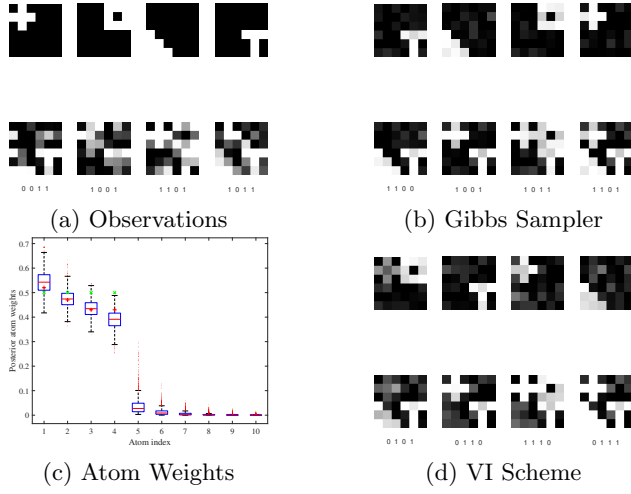 0 0 1 1
1 0 0 1
1 1 0 1
1 0 1 1
(a) Observations
1 1 0 0
1 0 0 1
1 0 1 1
1 1 0 1
(b) Gibbs Sampler
Posterior atom weights
0.7
0.6
0.5
0.4
0.3
0.2
0.1
0
1 2 3 4 5 6 7 8 9 10
Atom index
(c) Atom Weights
0 1 0 1
0 1 1 0
1 1 1 0
0 1 1 1
(d) VI Scheme